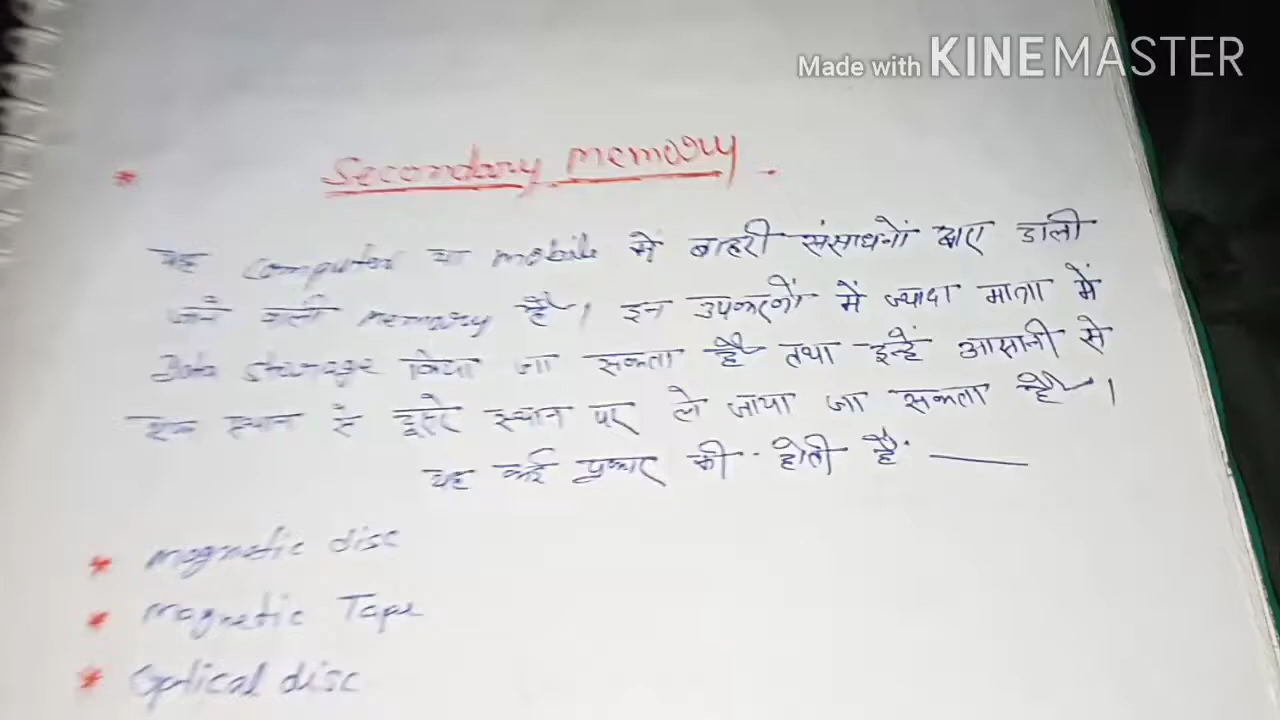 Made with KINEMASTER
* Secondary memory.
यह Computer या mobile में बाहरी संसाधनों द्वारा डाली
जाने वाली memory है। इन उपकरणों में ज्यादा मात्रा में
Data storage किया जा सकता है तथा इन्हें आसानी से
एक स्थान से दूसरे स्थान पर ले जाया जा सकता है।
यह कई प्रकार की होती है —
* magnetic disc
* magnetic Tape
* Optical disc